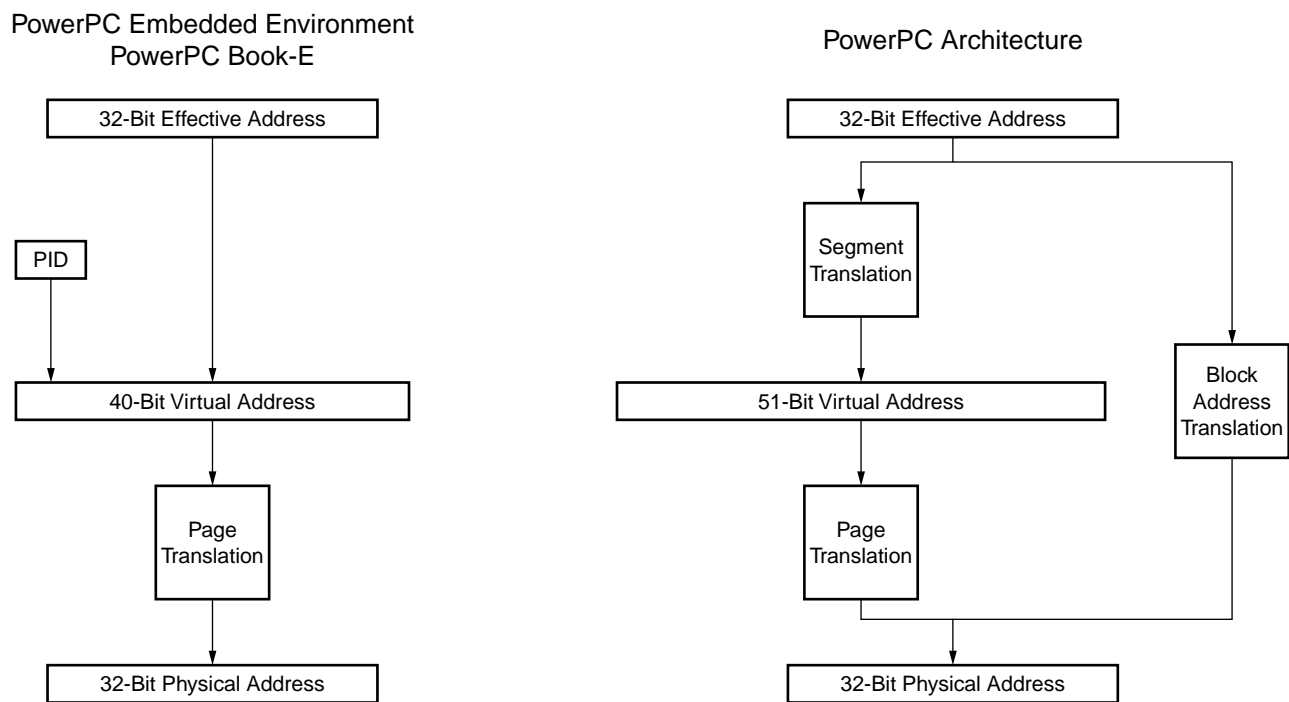 PowerPC Embedded Environment
PowerPC Book-E
32-Bit Effective Address
PID
40-Bit Virtual Address
Page
Translation
32-Bit Physical Address
PowerPC Architecture
32-Bit Effective Address
Segment
Translation
51-Bit Virtual Address
Block
Address
Translation
Page
Translation
32-Bit Physical Address